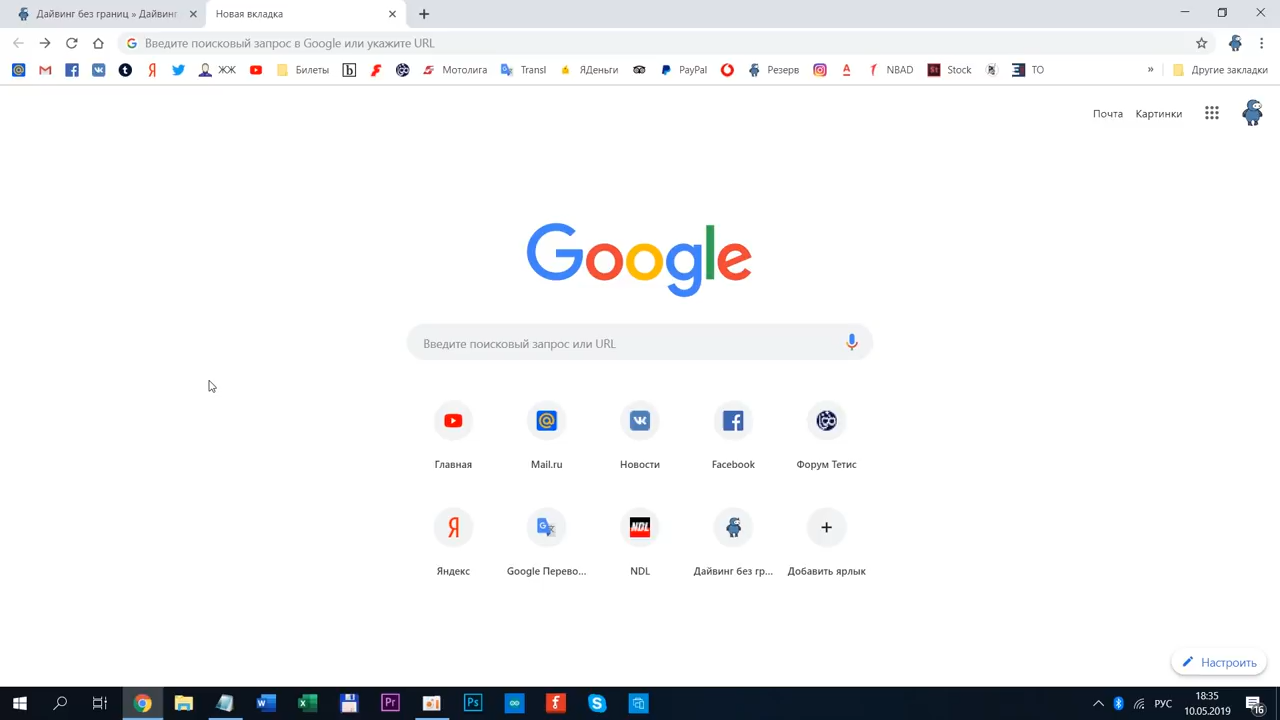 Дайвинг без границ » Дайвинг
Новая вкладка
Введите поисковый запрос в Google или укажите URL
ЖЖ Билеты Мотолига Transl ЯДеньги PayPal Резерв NBAD Stock ТО » Другие закладки
Почта Картинки
Google
Введите поисковый запрос или URL
Главная Mail.ru Новости Facebook Форум Тетис
Я NDL
Яндекс Google Перево... NDL Дайвинг без гр... Добавить ярлык
Настроить
18:35
РУС
10.05.2019
16